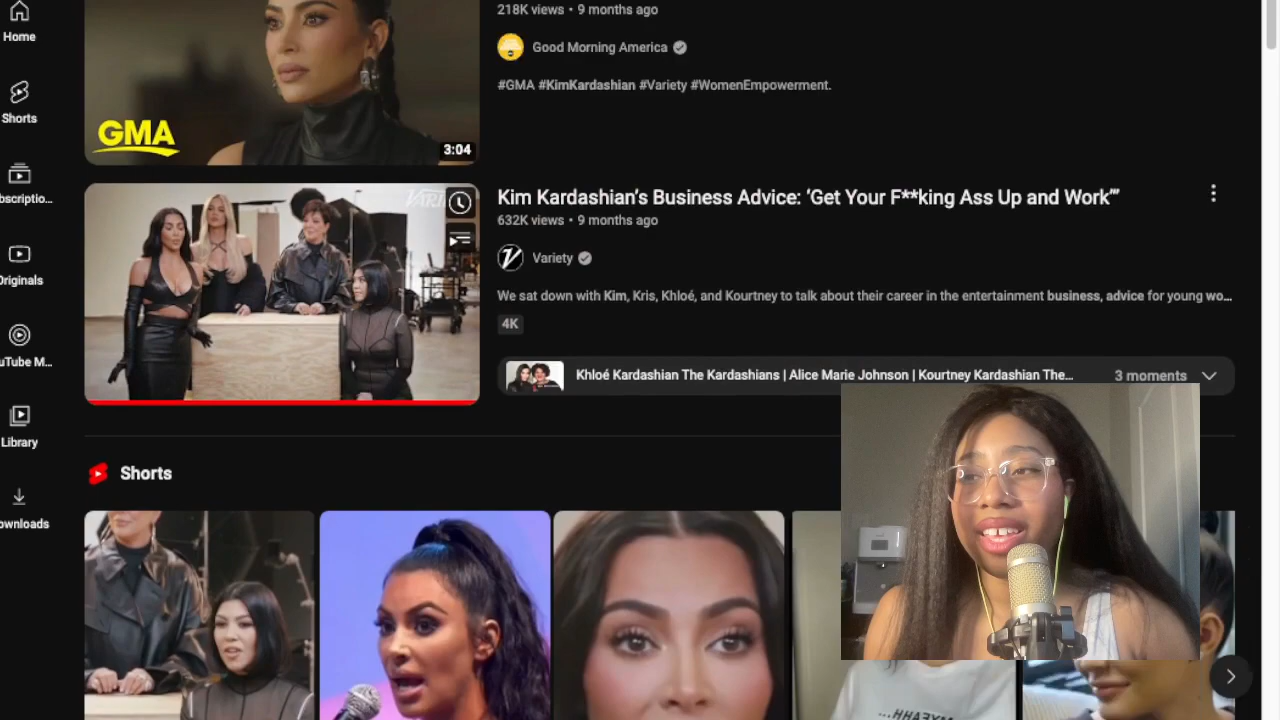 218K views • 9 months ago
Home
Good Morning America
#GMA #KimKardashian #Variety #WomenEmpowerment.
Shorts
GMA
3:04
Kim Kardashian’s Business Advice: ‘Get Your F**king Ass Up and Work”’
bscriptio...
632K views • 9 months ago
Variety
Originals
We sat down with Kim, Kris, Khloé, and Kourtney to talk about their career in the entertainment business, advice for young wo...
4K
uTube M...
Khloé Kardashian The Kardashians | Alice Marie Johnson | Kourtney Kardashian The...
3 moments
Library
Shorts
ownloads